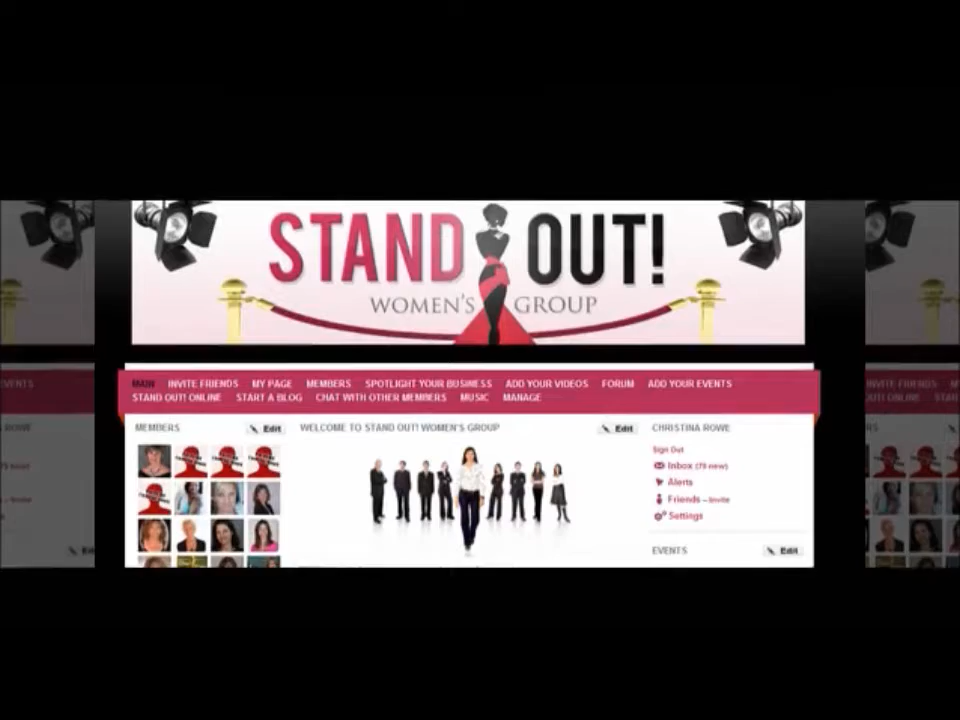 STAND OUT!
WOMEN'S GROUP
MAIN INVITE FRIENDS MY PAGE MEMBERS SPOTLIGHT YOUR BUSINESS ADD YOUR VIDEOS FORUM ADD YOUR EVENTS
STAND OUT! ONLINE START A BLOG CHAT WITH OTHER MEMBERS MUSIC MANAGE
MEMBERS Edit WELCOME TO STAND OUT! WOMEN'S GROUP Edit CHRISTINA ROWE
Sign Out
Inbox (79 new)
Alerts
Friends – Invite
Settings
EVENTS Edit